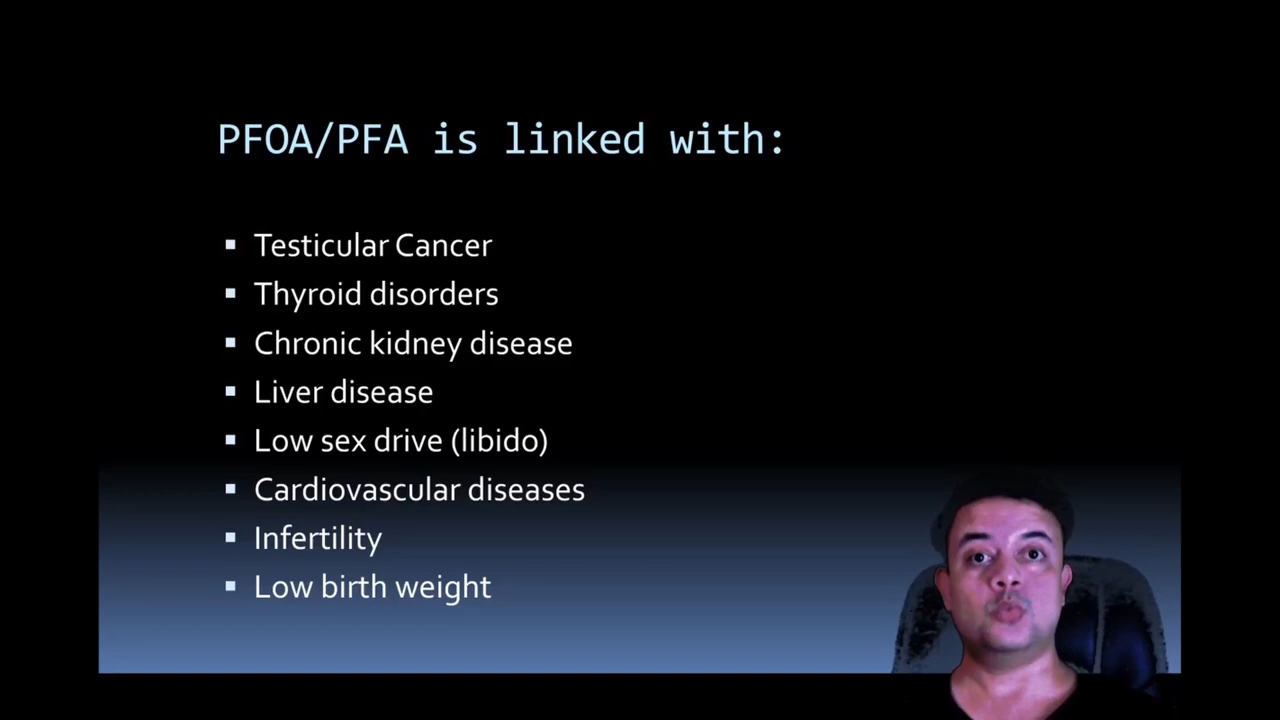 PFOA/PFA is linked with:
▪ Testicular Cancer
▪ Thyroid disorders
▪ Chronic kidney disease
▪ Liver disease
▪ Low sex drive (libido)
▪ Cardiovascular diseases
▪ Infertility
▪ Low birth weight